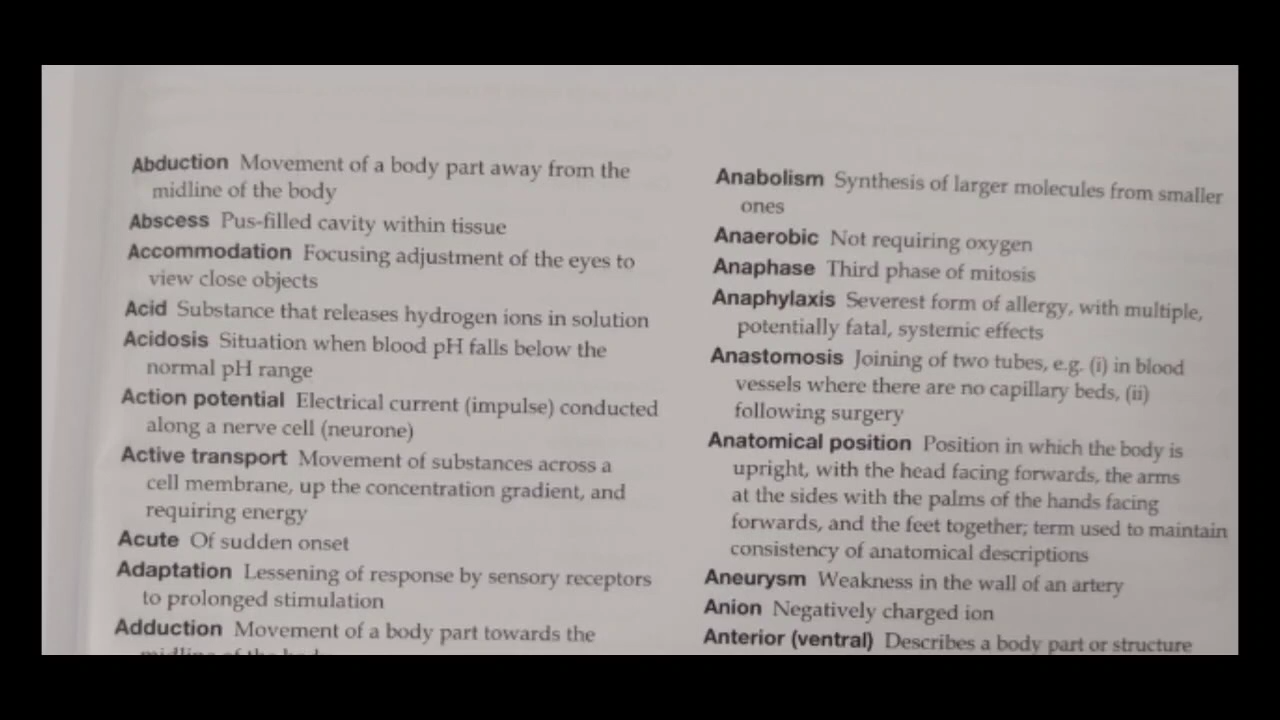 Abduction Movement of a body part away from the
midline of the body
Abscess Pus-filled cavity within tissue
Accommodation Focusing adjustment of the eyes to
view close objects
Acid Substance that releases hydrogen ions in solution
Acidosis Situation when blood pH falls below the
normal pH range
Action potential Electrical current (impulse) conducted
along a nerve cell (neurone)
Active transport Movement of substances across a
cell membrane, up the concentration gradient, and
requiring energy
Acute Of sudden onset
Adaptation Lessening of response by sensory receptors
to prolonged stimulation
Adduction Movement of a body part towards the
midline of the body
Anabolism Synthesis of larger molecules from smaller
ones
Anaerobic Not requiring oxygen
Anaphase Third phase of mitosis
Anaphylaxis Severest form of allergy, with multiple,
potentially fatal, systemic effects
Anastomosis Joining of two tubes, e.g. (i) in blood
vessels where there are no capillary beds, (ii)
following surgery
Anatomical position Position in which the body is
upright, with the head facing forwards, the arms
at the sides with the palms of the hands facing
forwards, and the feet together; term used to maintain
consistency of anatomical descriptions
Aneurysm Weakness in the wall of an artery
Anion Negatively charged ion
Anterior (ventral) Describes a body part or structure